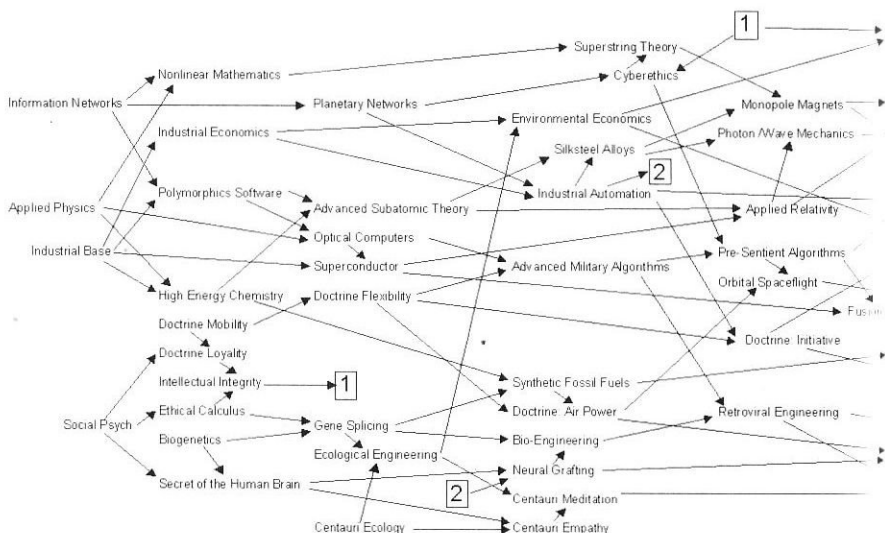 1
Superstring Theory
Nonlinear Mathematics
Cyberethics
Information Networks
Planetary Networks
Monopole Magnets
Environmental Economics
Industrial Economics
Photon /Wave Mechanics
Silksteel Alloys
2
Polymorphics Software
Industrial Automation
Applied Physics
Advanced Subatomic Theory
Applied Relativity
Optical Computers
Industrial Base
Pre-Sentient Algorithms
Superconductor
Advanced Military Algorithms
Orbital Spaceflight
High Energy Chemistry
Doctrine Flexibility
Doctrine Mobility
Doctrine: Initiative
Doctrine Loyality
Intellectual Integrity
1
Synthetic Fossil Fuels
Ethical Calculus
Doctrine: Air Power
Retroviral Engineering
Social Psych
Gene Splicing
Biogenetics
Bio-Engineering
Ecological Engineering
Neural Grafting
Secret of the Human Brain
2
Centauri Meditation
Centauri Ecology
Centauri Empathy